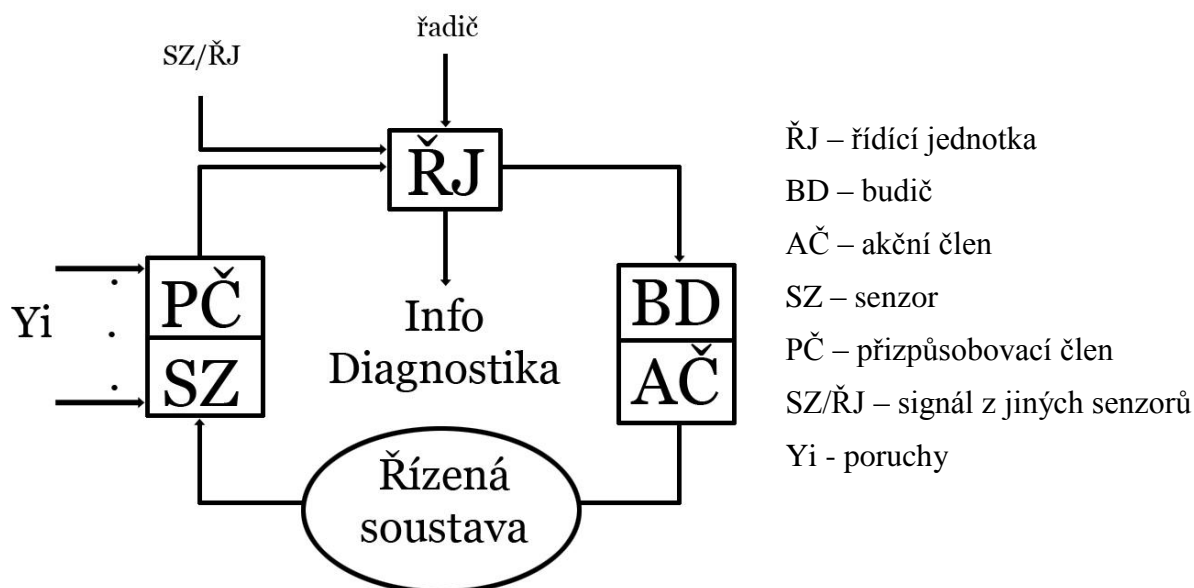 řadič
SZ/ŘJ
ŘJ
PČ
SZ
Yi
Info
Diagnostika
BD
AČ
Řízená
soustava
ŘJ – řídící jednotka
BD – budič
AČ – akční člen
SZ – senzor
PČ – přizpůsobovací člen
SZ/ŘJ – signál z jiných senzorů
Yi - poruchy